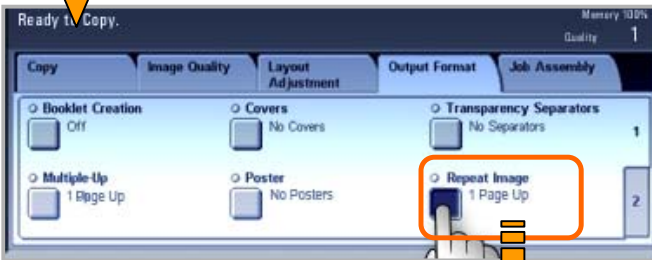 Ready to Copy.
Memory 100%
Quality 1
Copy
Image Quality
Layout
Adjustment
Output Format
Job Assembly
Booklet Creation
Off
Covers
No Covers
Transparency Separators
No Separators
1
Multiple-Up
1 Page Up
Poster
No Posters
Repeat Image
1 Page Up
2